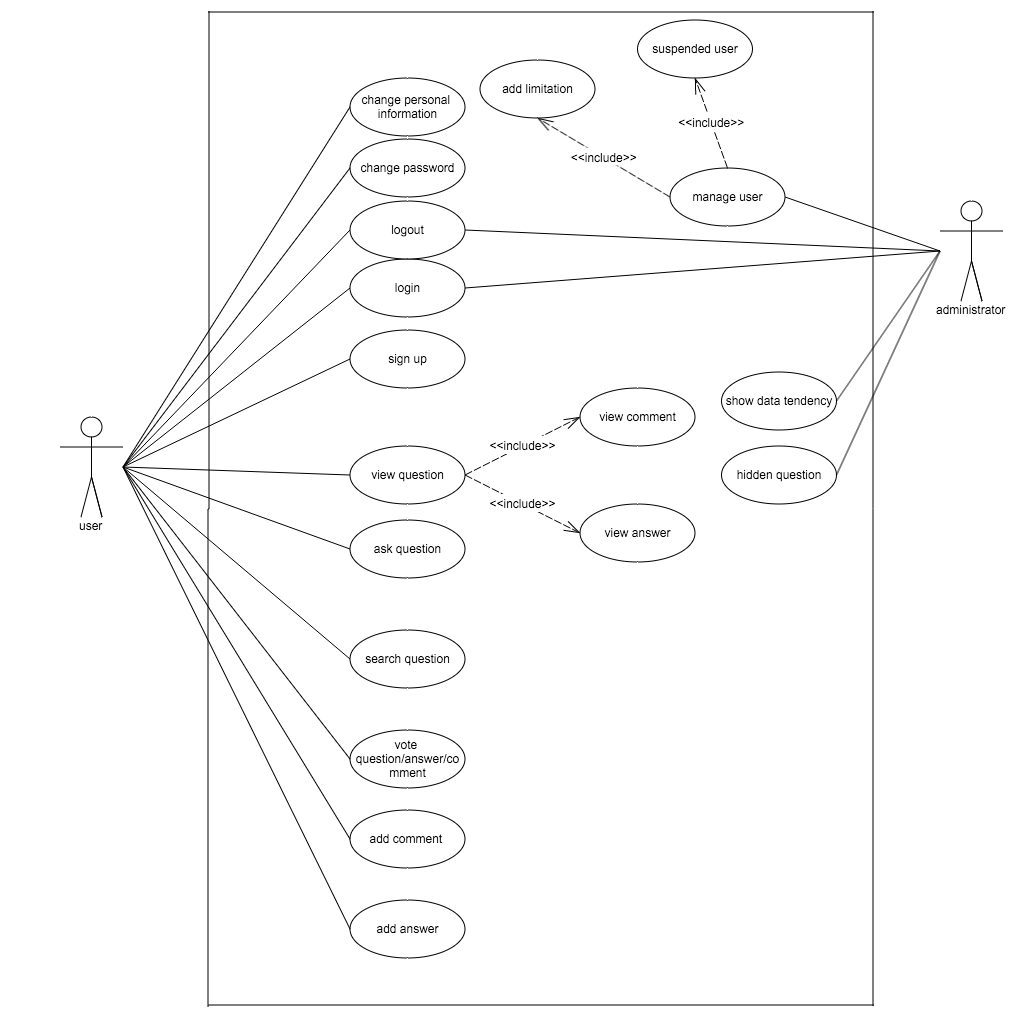 suspended user
add limitation
change personal
information
<<include>>
<<include>>
change password
manage user
logout
login
administrator
sign up
show data tendency
view comment
<<include>>
view question
hidden question
<<include>>
user
view answer
ask question
search question
vote
question/answer/co
mment
add comment
add answer